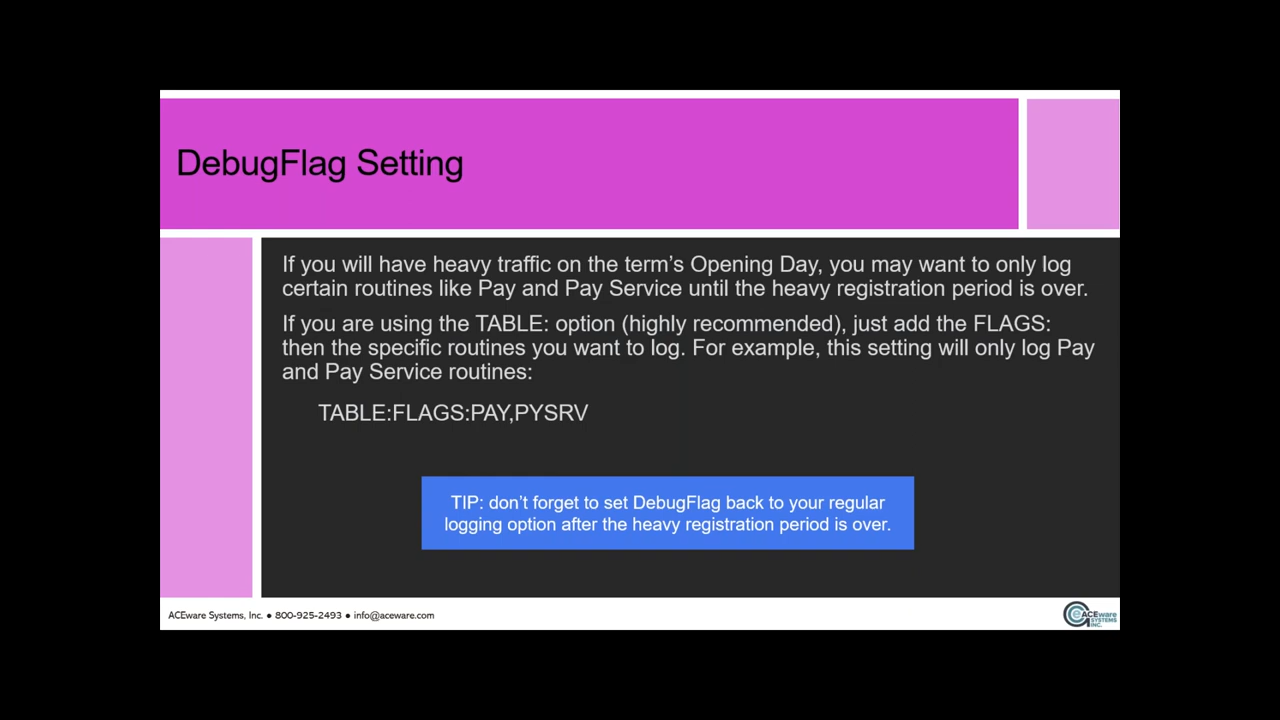 DebugFlag Setting
If you will have heavy traffic on the term's Opening Day, you may want to only log
certain routines like Pay and Pay Service until the heavy registration period is over.
If you are using the TABLE: option (highly recommended), just add the FLAGS:
then the specific routines you want to log. For example, this setting will only log Pay
and Pay Service routines:
TABLE:FLAGS:PAY,PYSRV
TIP: don't forget to set DebugFlag back to your regular
logging option after the heavy registration period is over.
ACEware Systems, Inc. ● 800-925-2493 ● info@aceware.com
ACEware
SYSTEMS
INC.